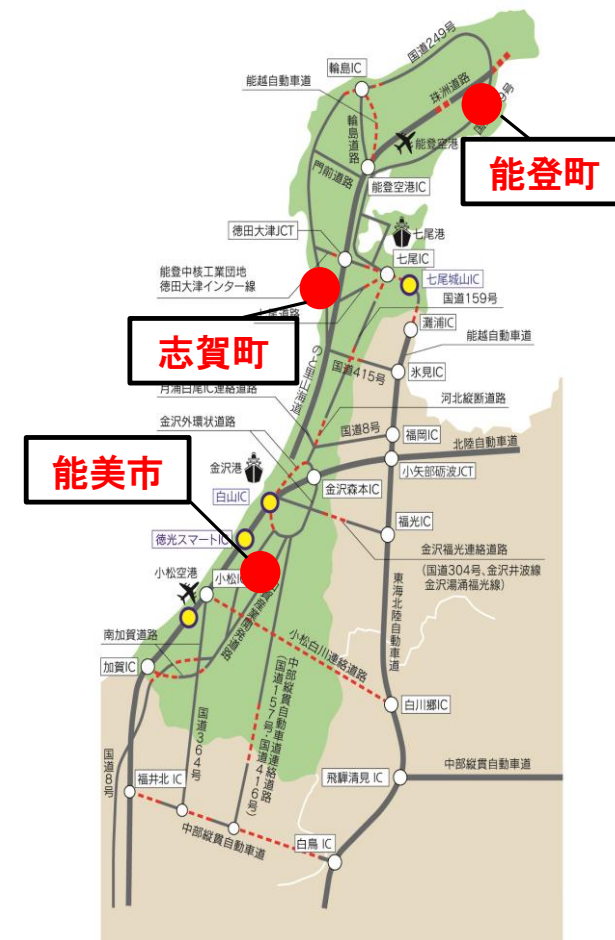 国道249号
輪島IC
能越自動車道
珠洲道路
能登空港
輪島道路
能登町
門前道路
能登空港IC
七尾港
徳田大津JCT
七尾IC
能登中核工業団地
徳田大津インター線
七尾城山IC
国道159号
灘浦IC
志賀町
のと里山海道
能越自動車道
国道415号
氷見IC
月浦白尾IC連絡道路
河北縦断道路
金沢外環状道路
国道8号
福岡IC
北陸自動車道
金沢港
小矢部砺波JCT
能美市
金沢森本IC
白山IC
徳光スマートIC
福光IC
金沢福光連絡道路
(国道304号、金沢井波線
金沢湯涌福光線)
小松空港
東海北陸自動車道
南加賀道路
小松白川連絡道路
加賀IC
中部縦貫自動車道連絡道路
(国道157号・国道416号)
国道364号
白川郷IC
国道8号
福井北 IC
飛騨清見 IC
中部縦貫自動車道
中部縦貫自動車道
白鳥 IC